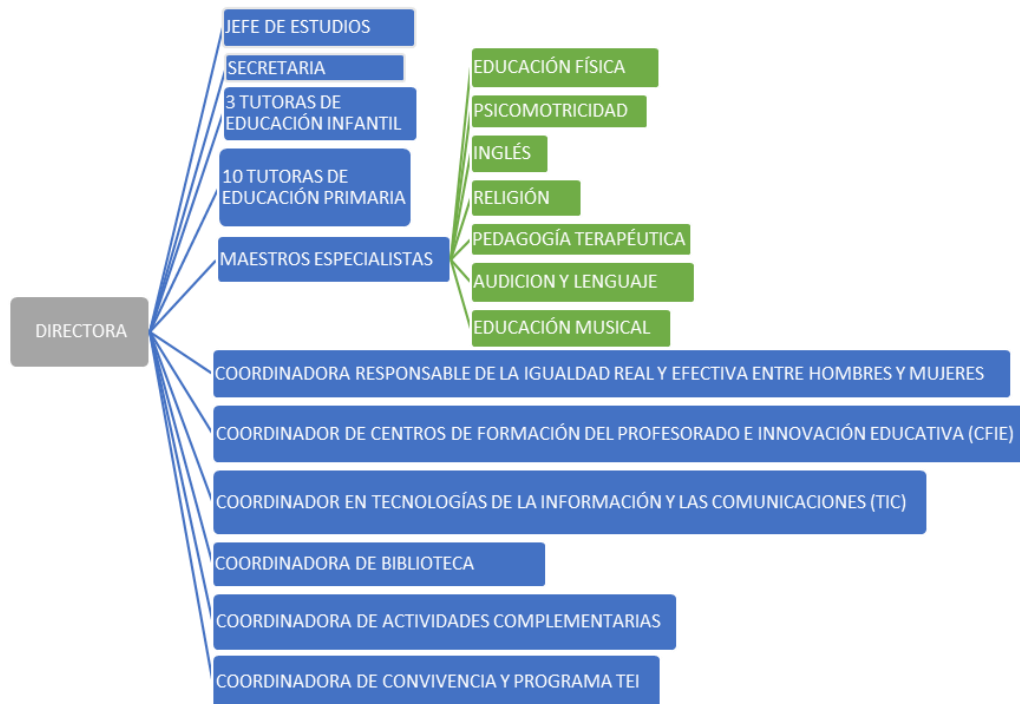 JEFE DE ESTUDIOS
SECRETARIA
3 TUTORAS DE
EDUCACIÓN INFANTIL
10 TUTORAS DE
EDUCACIÓN PRIMARIA
MAESTROS ESPECIALISTAS
EDUCACIÓN FÍSICA
PSICOMOTRICIDAD
INGLÉS
RELIGIÓN
PEDAGOGÍA TERAPÉUTICA
AUDICION Y LENGUAJE
EDUCACIÓN MUSICAL
DIRECTORA
COORDINADORA RESPONSABLE DE LA IGUALDAD REAL Y EFECTIVA ENTRE HOMBRES Y MUJERES
COORDINADOR DE CENTROS DE FORMACIÓN DEL PROFESORADO E INNOVACIÓN EDUCATIVA (CFIE)
COORDINADOR EN TECNOLOGÍAS DE LA INFORMACIÓN Y LAS COMUNICACIONES (TIC)
COORDINADORA DE BIBLIOTECA
COORDINADORA DE ACTIVIDADES COMPLEMENTARIAS
COORDINADORA DE CONVIVENCIA Y PROGRAMA TEI